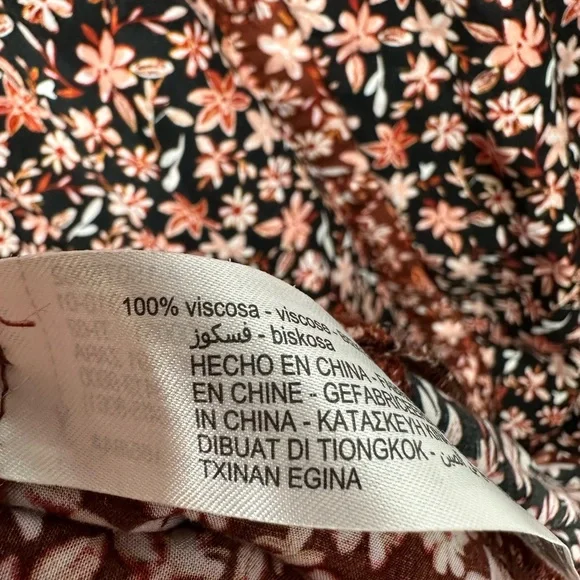 100% viscosa - viscose -
فسكوز - biskosa
HECHO EN CHINA -
EN CHINE - GEFABRICEE
IN CHINA - ΚΑΤΑΣΚΕΥΗ
DIBUAT DI TIONGKOK - الصين
TXINAN EGINA